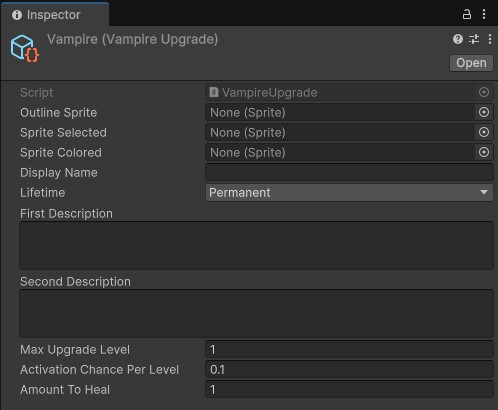 Inspector
Vampire (Vampire Upgrade)
Open
Script VampireUpgrade
Outline Sprite None (Sprite)
Sprite Selected None (Sprite)
Sprite Colored None (Sprite)
Display Name
Lifetime Permanent
First Description
Second Description
Max Upgrade Level 1
Activation Chance Per Level 0.1
Amount To Heal 1